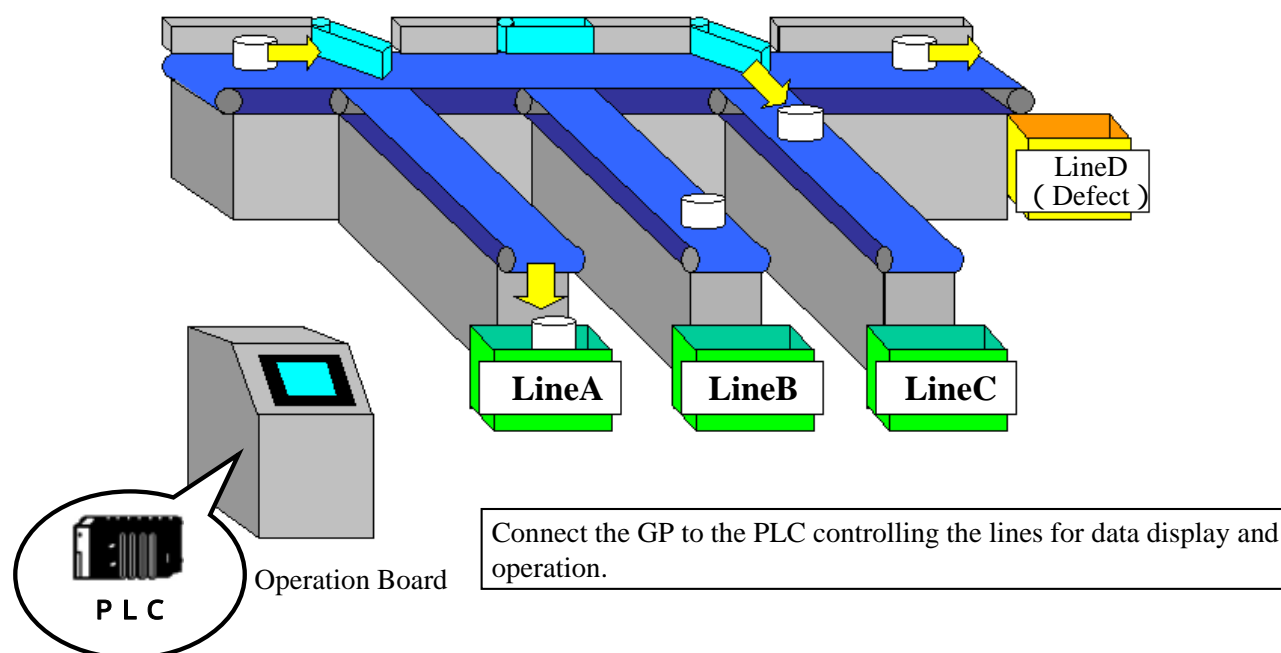 LineD
( Defect )
LineA
LineB
LineC
Connect the GP to the PLC controlling the lines for data display and
operation.
Operation Board
P L C